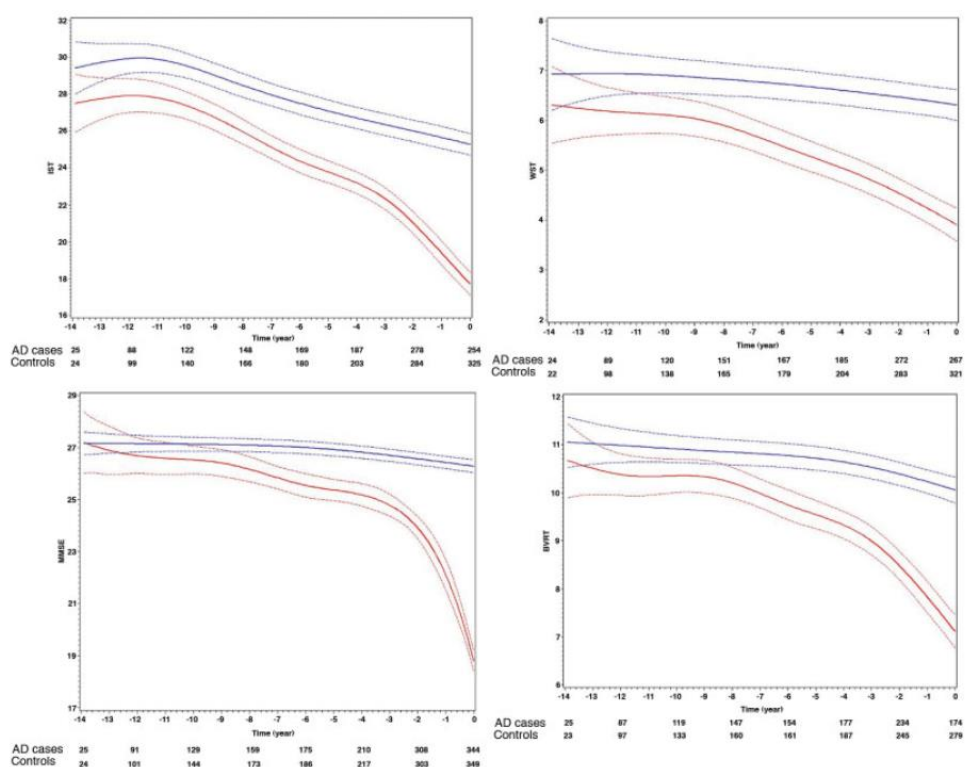 32
30
28
26
24
22
20
18
16
IST
-14 -13 -12 -11 -10 -9 -8 -7 -6 -5 -4 -3 -2 -1 0
Time (year)
AD cases 25 88 122 148 169 187 278 254
Controls 24 99 140 166 180 203 284 325
8
7
6
5
4
3
2
WST
-14 -13 -12 -11 -10 -9 -8 -7 -6 -5 -4 -3 -2 -1 0
Time (year)
AD cases 24 89 120 151 167 185 272 267
Controls 22 98 138 165 179 204 283 321
29
27
25
23
21
19
17
MMSE
-14 -13 -12 -11 -10 -9 -8 -7 -6 -5 -4 -3 -2 -1 0
Time (year)
AD cases 25 91 129 159 175 210 308 344
Controls 24 101 144 173 186 217 303 349
12
11
10
9
8
7
6
BVRT
-14 -13 -12 -11 -10 -9 -8 -7 -6 -5 -4 -3 -2 -1 0
Time (year)
AD cases 25 67 119 147 154 177 234 174
Controls 23 97 133 160 161 187 245 279